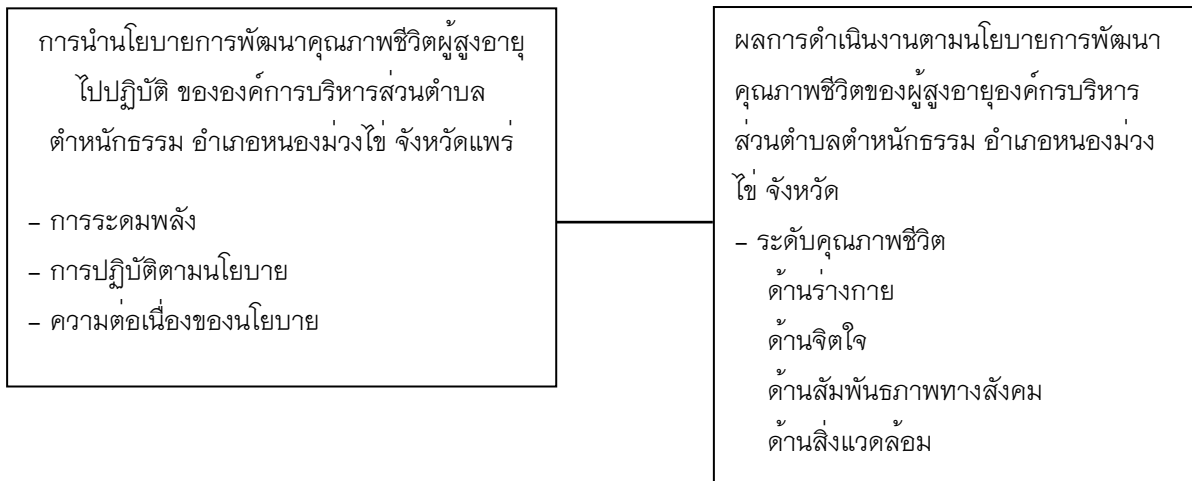 การนำนโยบายการพัฒนาคุณภาพชีวิตผู้สูงอายุ
ไปปฏิบัติ ขององค์การบริหารส่วนตำบล
ตำหนักธรรม อำเภอหนองม่วงไข่ จังหวัดแพร่
– การระดมพลัง
– การปฏิบัติตามนโยบาย
– ความต่อเนื่องของนโยบาย
ผลการดำเนินงานตามนโยบายการพัฒนา
คุณภาพชีวิตของผู้สูงอายุองค์กรบริหาร
ส่วนตำบลตำหนักธรรม อำเภอหนองม่วง
ไข่ จังหวัด
– ระดับคุณภาพชีวิต
ด้านร่างกาย
ด้านจิตใจ
ด้านสัมพันธภาพทางสังคม
ด้านสิ่งแวดล้อม